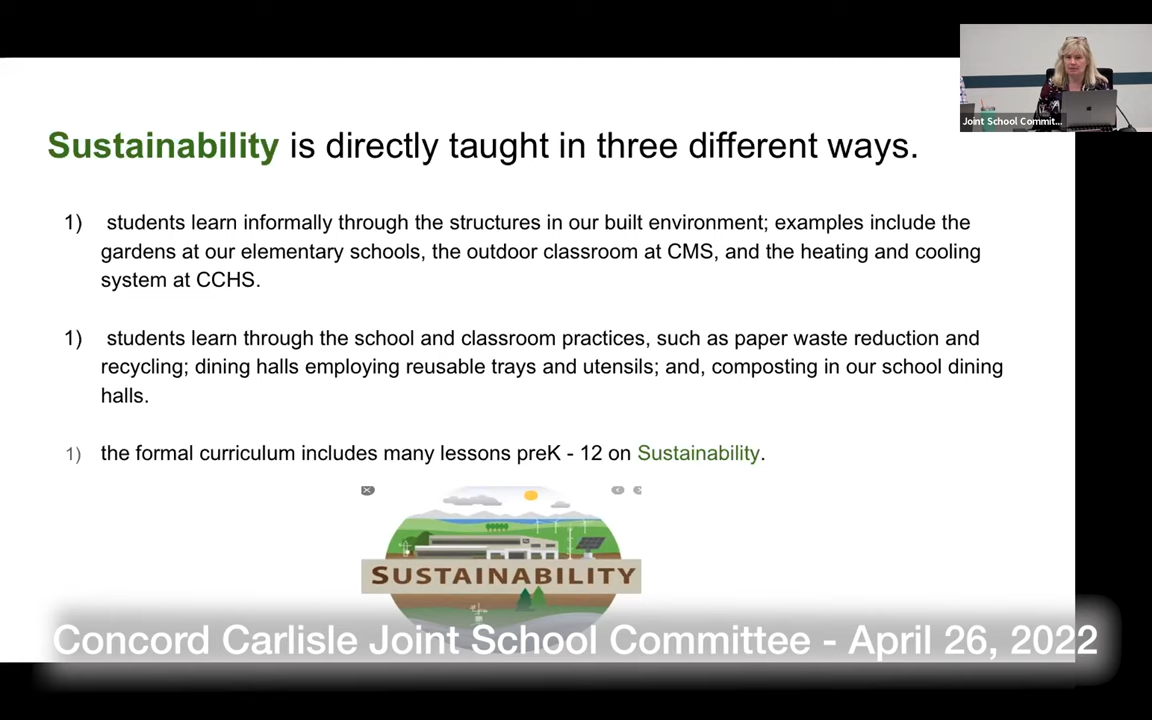 Joint School Commit...
Sustainability is directly taught in three different ways.
1) students learn informally through the structures in our built environment; examples include the
gardens at our elementary schools, the outdoor classroom at CMS, and the heating and cooling
system at CCHS.
1) students learn through the school and classroom practices, such as paper waste reduction and
recycling; dining halls employing reusable trays and utensils; and, composting in our school dining
halls.
1) the formal curriculum includes many lessons preK - 12 on Sustainability.
SUSTAINABILITY
Concord Carlisle Joint School Committee - April 26, 2022